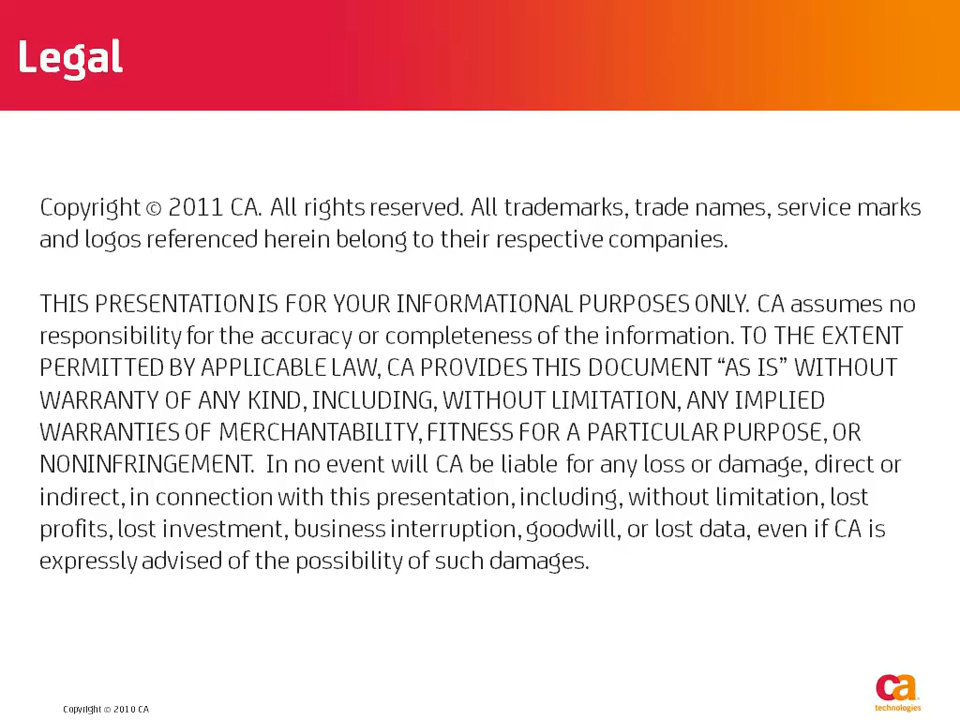 Legal
Copyright © 2011 CA. All rights reserved. All trademarks, trade names, service marks
and logos referenced herein belong to their respective companies.
THIS PRESENTATION IS FOR YOUR INFORMATIONAL PURPOSES ONLY. CA assumes no
responsibility for the accuracy or completeness of the information. TO THE EXTENT
PERMITTED BY APPLICABLE LAW, CA PROVIDES THIS DOCUMENT “AS IS” WITHOUT
WARRANTY OF ANY KIND, INCLUDING, WITHOUT LIMITATION, ANY IMPLIED
WARRANTIES OF MERCHANTABILITY, FITNESS FOR A PARTICULAR PURPOSE, OR
NONINFRINGEMENT. In no event will CA be liable for any loss or damage, direct or
indirect, in connection with this presentation, including, without limitation, lost
profits, lost investment, business interruption, goodwill, or lost data, even if CA is
expressly advised of the possibility of such damages.
ca
technologies
Copyright © 2010 CA